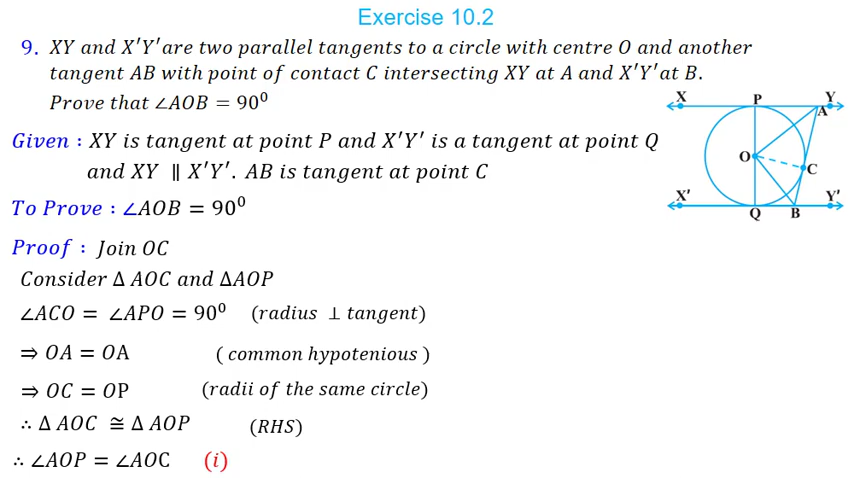 Exercise 10.2
9. XY and X′Y′are two parallel tangents to a circle with centre O and another
tangent AB with point of contact C intersecting XY at A and X′Y′at B.
Prove that ∠AOB = 90⁰
X P Y
A
O
C
X′ Q B Y′
Given : XY is tangent at point P and X′Y′ is a tangent at point Q
and XY ∥ X′Y′. AB is tangent at point C
To Prove : ∠AOB = 90⁰
Proof : Join OC
Consider Δ AOC and ΔAOP
∠ACO = ∠APO = 90⁰ (radius ⊥ tangent)
⇒ OA = OA ( common hypotenious )
⇒ OC = OP (radii of the same circle)
∴ Δ AOC ≅ Δ AOP (RHS)
∴ ∠AOP = ∠AOC (i)